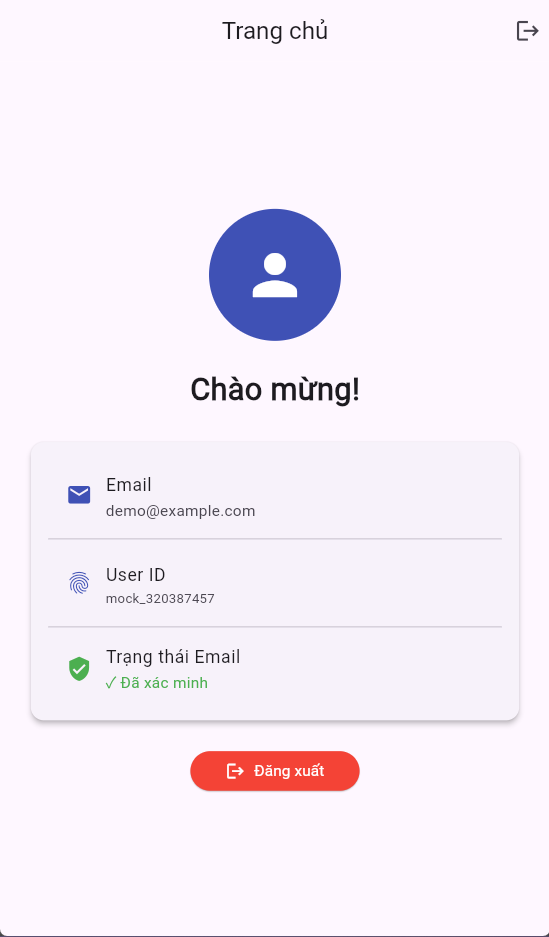 Trang chủ
Chào mừng!
Email
demo@example.com
User ID
mock_320387457
Trạng thái Email
✓ Đã xác minh
Đăng xuất